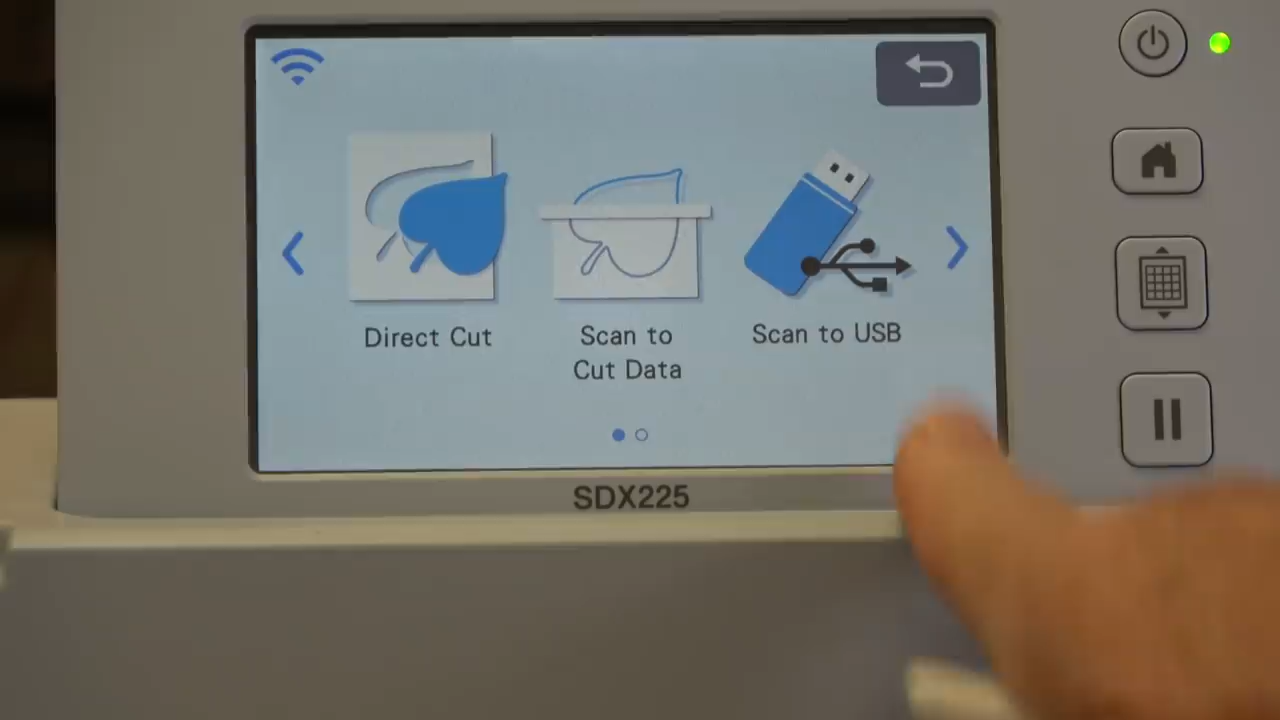 Direct Cut
Scan to
Cut Data
Scan to USB
SDX225